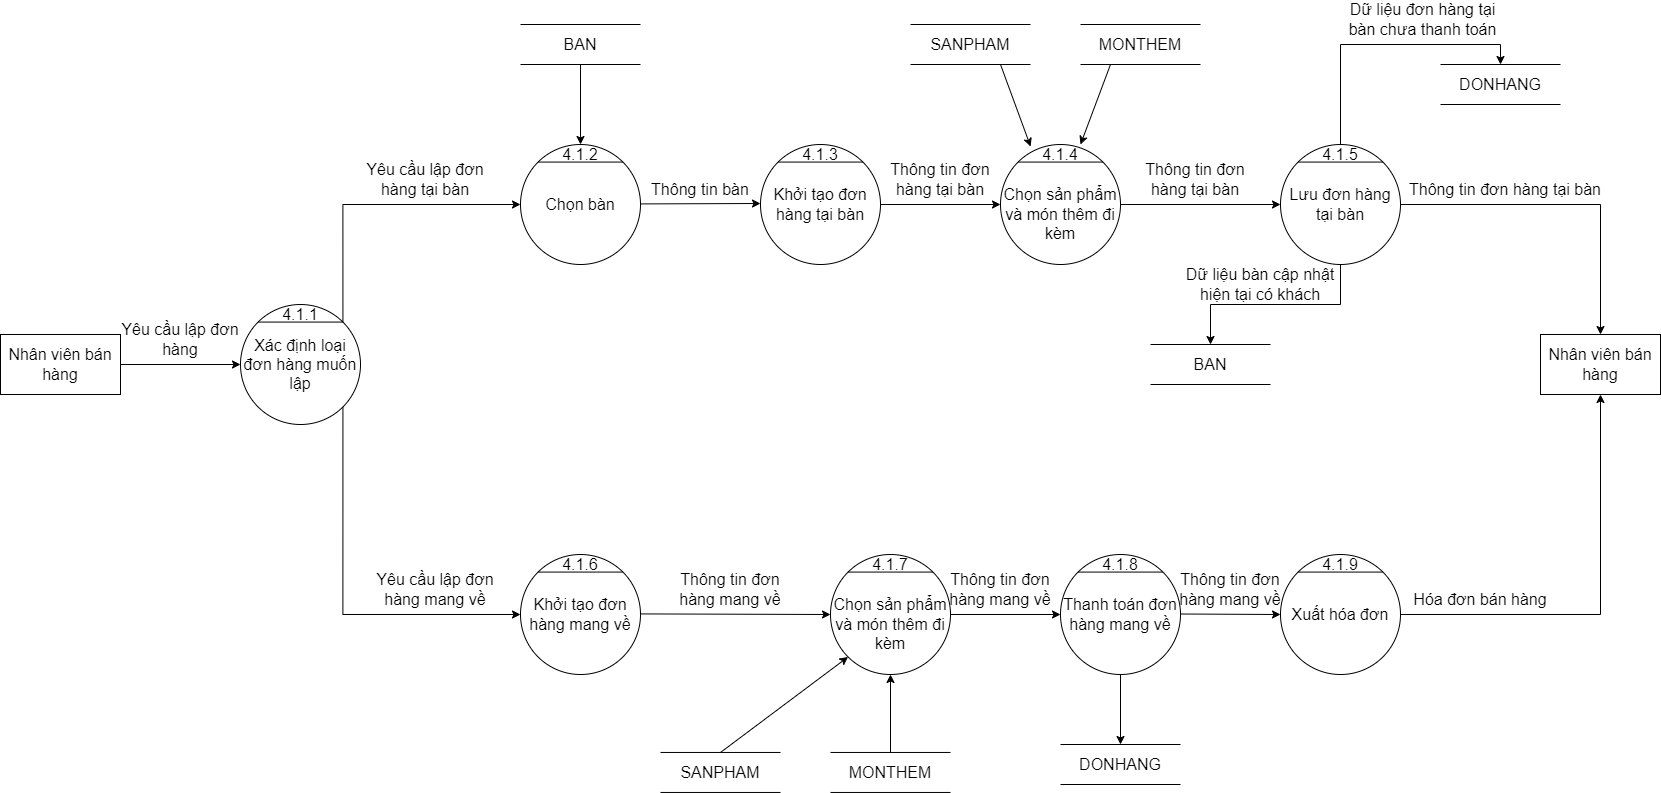 Dữ liệu đơn hàng tại
bàn chưa thanh toán
BAN
SANPHAM
MONTHEM
DONHANG
4.1.2
Chọn bàn
4.1.3
Khởi tạo đơn
hàng tại bàn
4.1.4
Chọn sản phẩm
và món thêm đi
kèm
4.1.5
Lưu đơn hàng
tại bàn
Yêu cầu lập đơn
hàng tại bàn
Thông tin bàn
Thông tin đơn
hàng tại bàn
Thông tin đơn
hàng tại bàn
Thông tin đơn hàng tại bàn
Dữ liệu bàn cập nhật
hiện tại có khách
BAN
Nhân viên bán
hàng
Yêu cầu lập đơn
hàng
4.1.1
Xác định loại
đơn hàng muốn
lập
Nhân viên bán
hàng
Yêu cầu lập đơn
hàng mang về
4.1.6
Khởi tạo đơn
hàng mang về
Thông tin đơn
hàng mang về
4.1.7
Chọn sản phẩm
và món thêm đi
kèm
Thông tin đơn
hàng mang về
4.1.8
Thanh toán đơn
hàng mang về
Thông tin đơn
hàng mang về
4.1.9
Xuất hóa đơn
Hóa đơn bán hàng
SANPHAM
MONTHEM
DONHANG